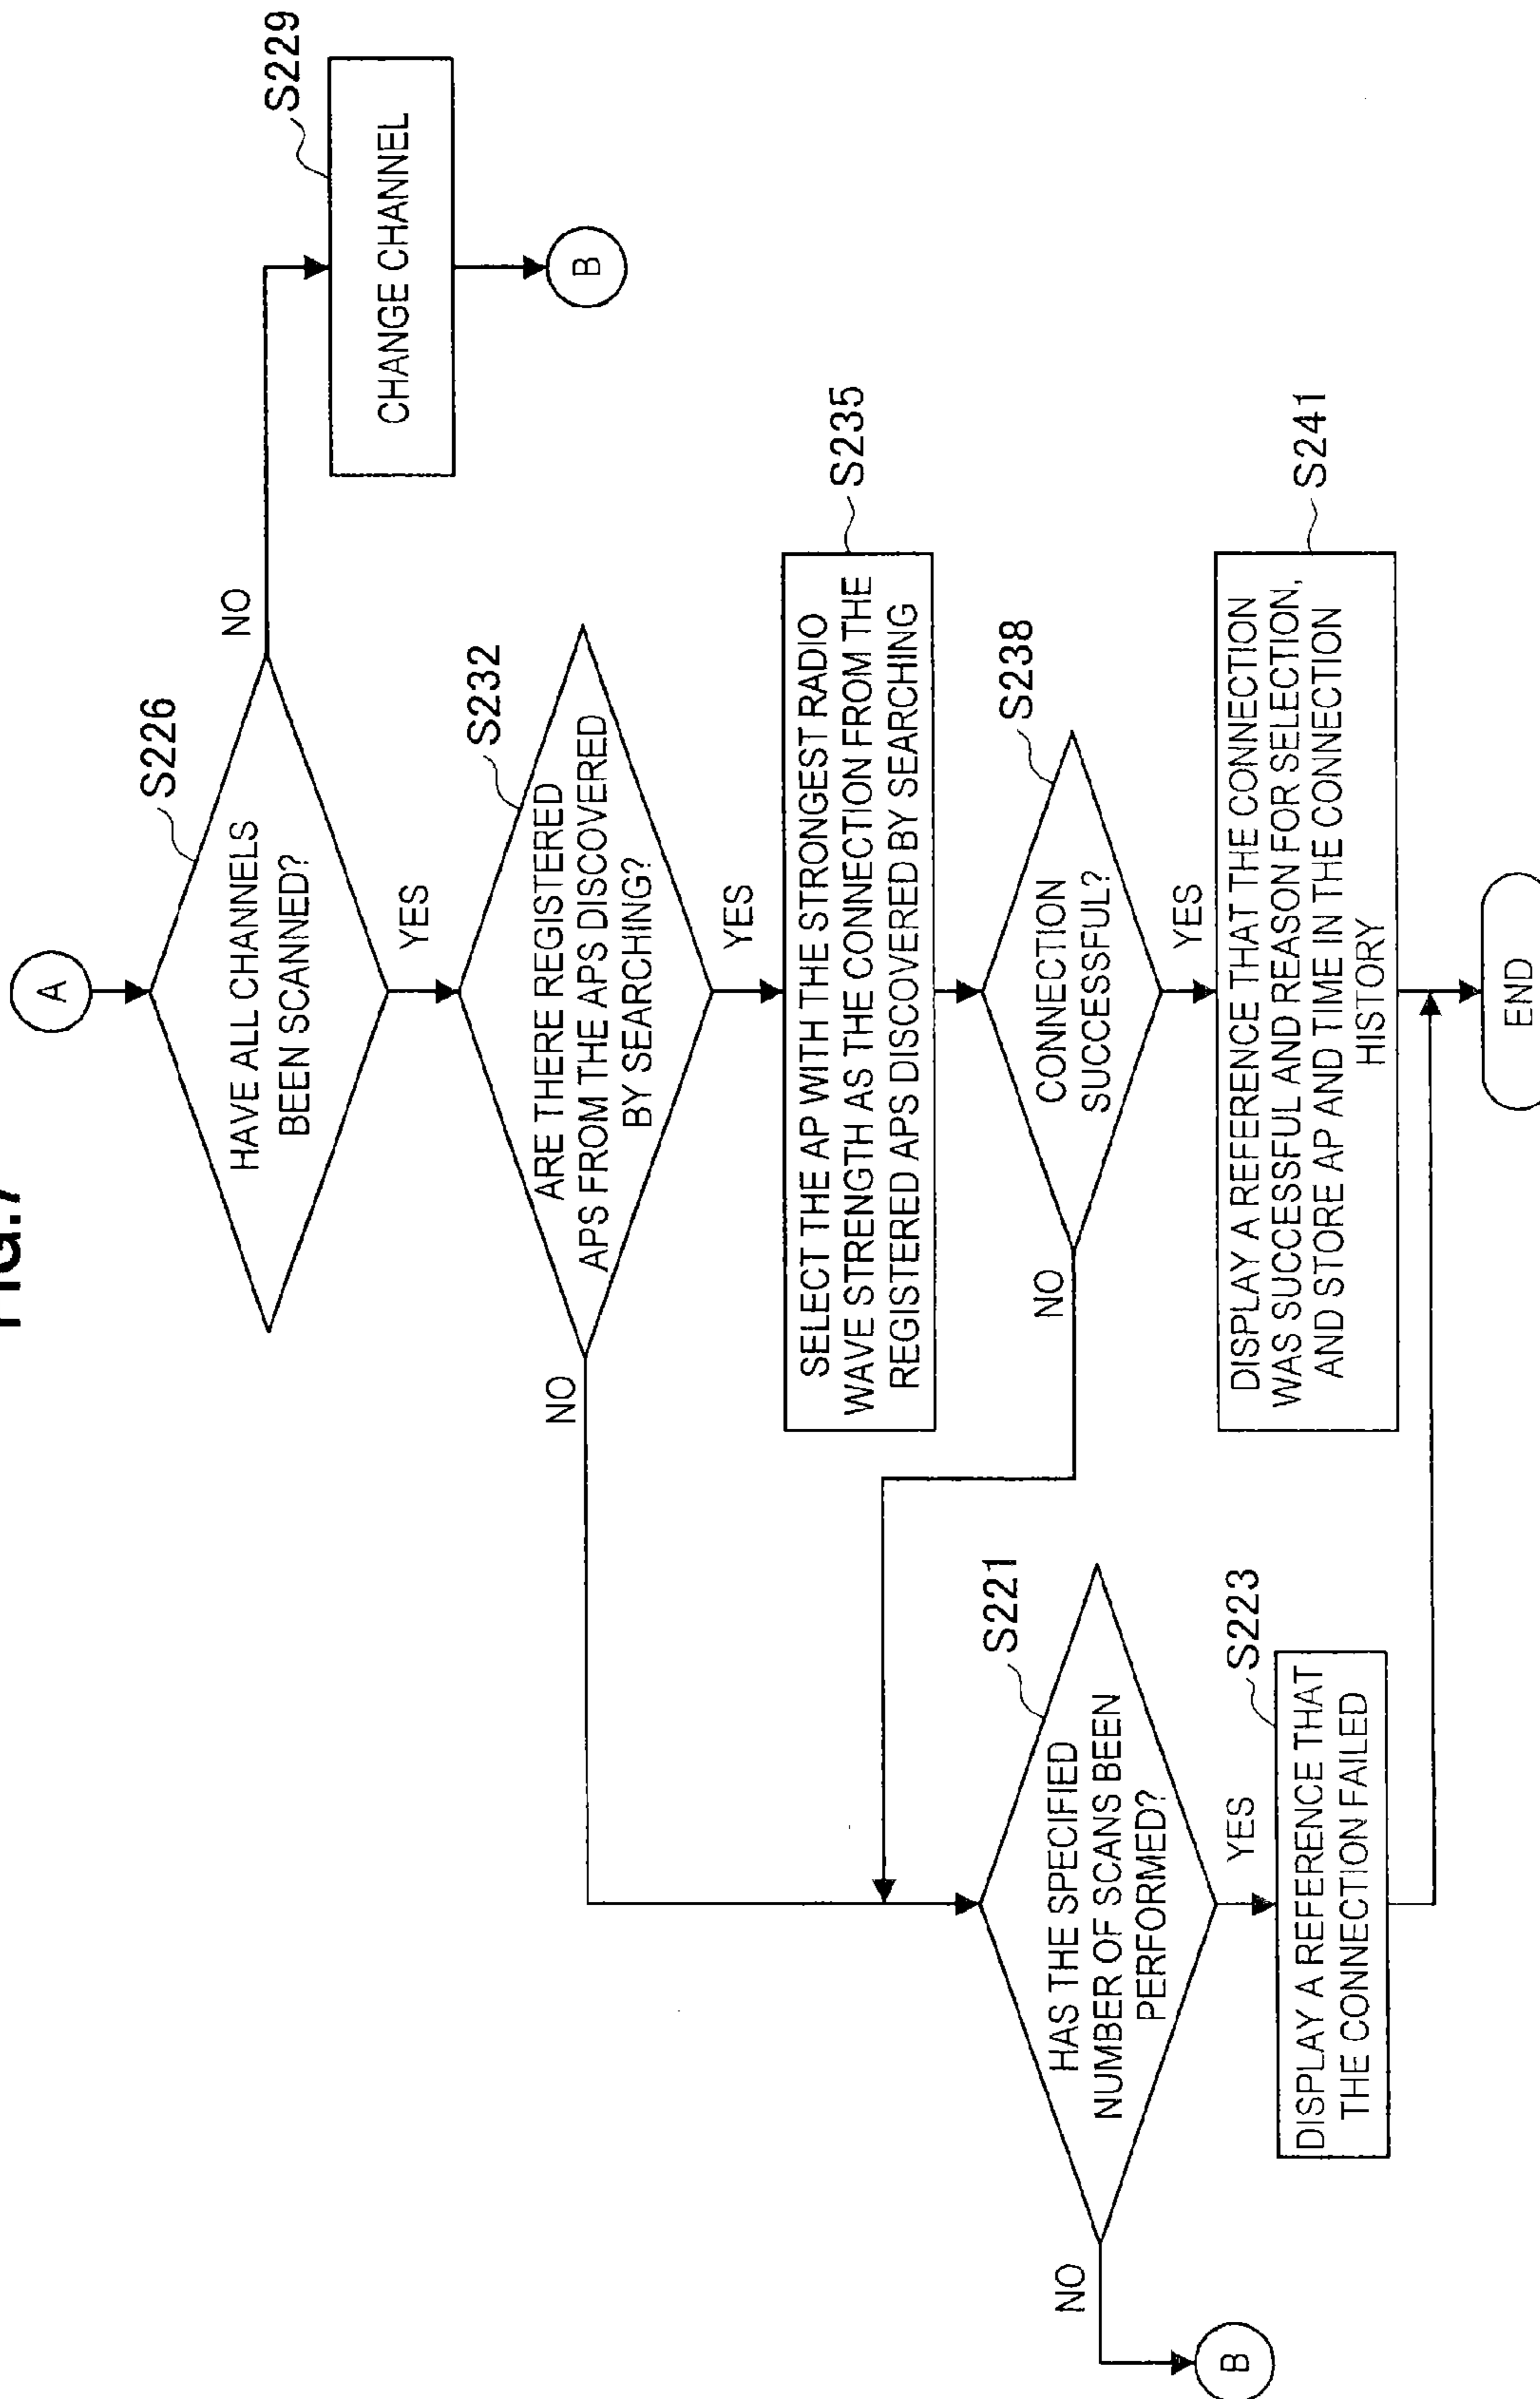 FIG.7
A
S226
HAVE ALL CHANNELS
BEEN SCANNED?
NO
S229
CHANGE CHANNEL
B
YES
S232
ARE THERE REGISTERED
APS FROM THE APS DISCOVERED
BY SEARCHING?
NO
YES
S235
SELECT THE AP WITH THE STRONGEST RADIO
WAVE STRENGTH AS THE CONNECTION FROM THE
REGISTERED APS DISCOVERED BY SEARCHING
S238
CONNECTION
SUCCESSFUL?
NO
YES
S221
HAS THE SPECIFIED
NUMBER OF SCANS BEEN
PERFORMED?
NO
B
YES
S223
DISPLAY A REFERENCE THAT
THE CONNECTION FAILED
S241
DISPLAY A REFERENCE THAT THE CONNECTION
WAS SUCCESSFUL AND REASON FOR SELECTION,
AND STORE AP AND TIME IN THE CONNECTION
HISTORY
END